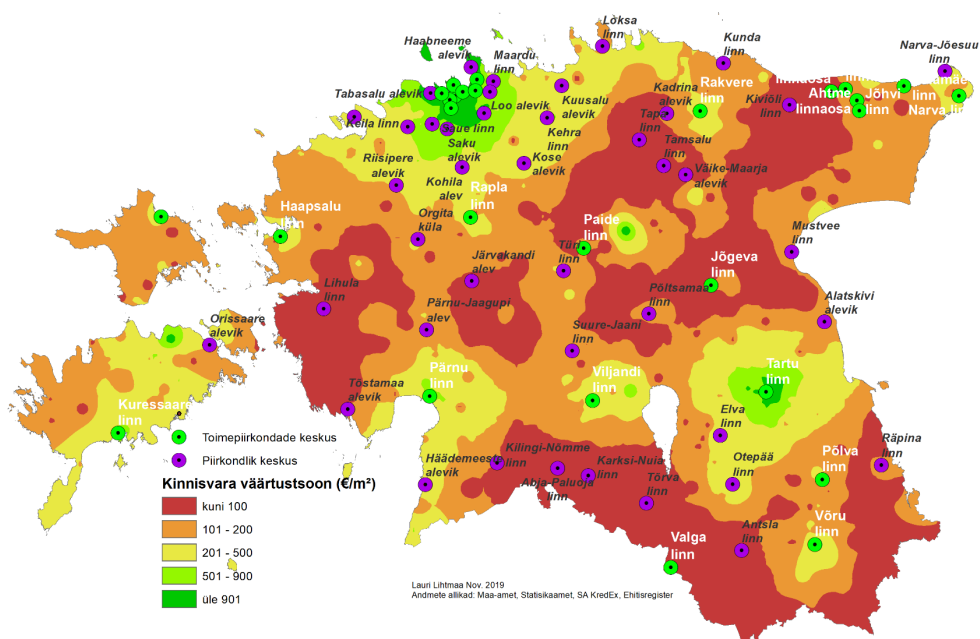 Lòksa
linn
Haabneeme
alevik
Maardu
linn
Kunda
linn
Narva-Jõesuu
linn
Tabasalu alevik
Loo alevik
Kuusalu
alevik
Kadrina
alevik
Rakvere
linn
Kiviõli
linn
linnaosa
Ahtme
linnaosa
Jõhvi
linn
linn
Narva linn
Keila linn
linn
Saku
alevik
Kehra
linn
Tapa
linn
Tamsalu
linn
Väike-Maarja
alevik
Riisipere
alevik
Kohila
alev
Kose
alevik
Haapsalu
linn
Rapla
linn
Orgita
küla
Paide
linn
Mustvee
linn
Järvakandi
alev
Jõgeva
linn
Lihula
linn
Pärnu-Jaagupi
alev
Põltsamaa
linn
Alatskivi
alevik
Orissaare
alevik
Suure-Jaani
linn
Pärnu
linn
Viljandi
linn
Tartu
linn
Kuressaare
linn
Tõstamaa
alevik
Elva
linn
Häädemeeste
alevik
Kilingi-Nõmme
linn
Abja-Paluoja
linn
Karksi-Nuia
linn
Tõrva
linn
Otepää
linn
Põlva
linn
Räpina
linn
Valga
linn
Antsla
linn
Võru
linn
Toimepiirkondade keskus
Piirkondlik keskus
Kinnisvara väärtustsoon (€/m²)
kuni 100
101 - 200
201 - 500
501 - 900
üle 901
Lauri Lihtmaa Nov. 2019
Andmete allikad: Maa-amet, Statisikaamet, SA KredEx, Ehitisregister